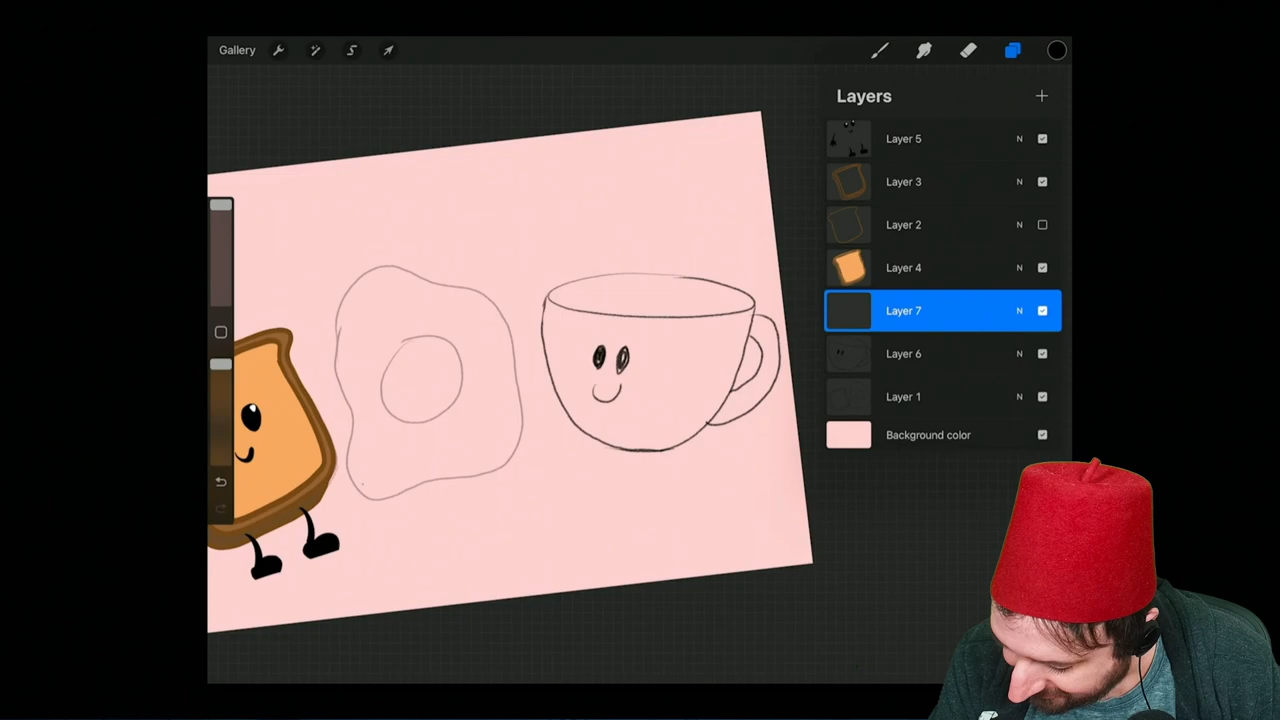 Gallery
Layers
Layer 5 N
Layer 3 N
Layer 2 N
Layer 4 N
Layer 7 N
Layer 6 N
Layer 1 N
Background color